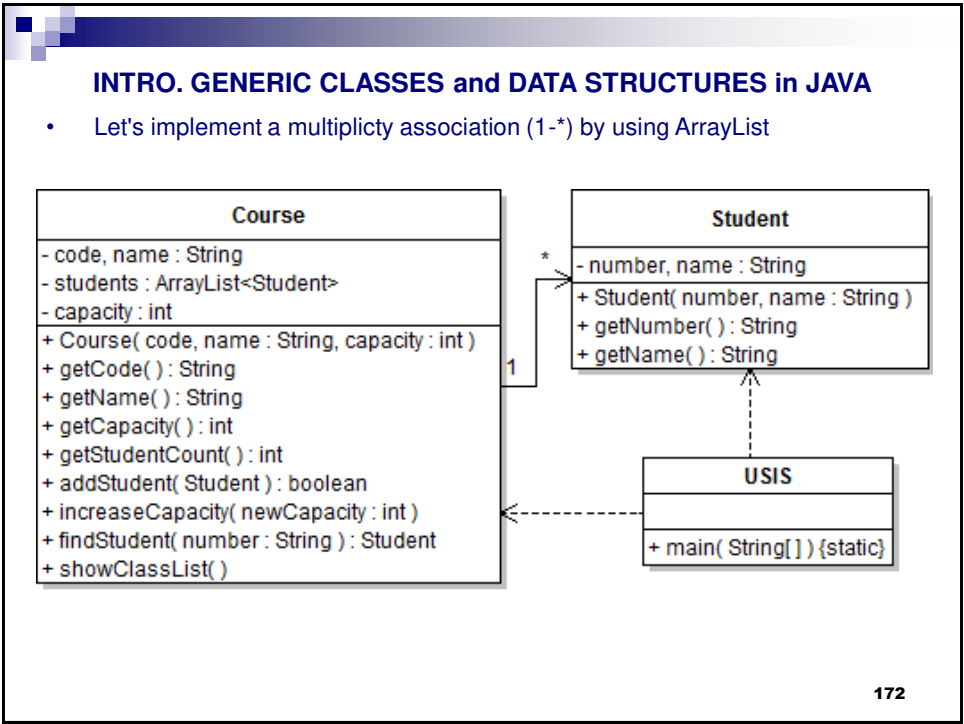 INTRO. GENERIC CLASSES and DATA STRUCTURES in JAVA
• Let's implement a multiplicty association (1-*) by using ArrayList
Course
- code, name : String
- students : ArrayList<Student>
- capacity : int
+ Course( code, name : String, capacity : int )
+ getCode( ) : String
+ getName( ) : String
+ getCapacity( ) : int
+ getStudentCount( ) : int
+ addStudent( Student ) : boolean
+ increaseCapacity( newCapacity : int )
+ findStudent( number : String ) : Student
+ showClassList( )
1
*
Student
- number, name : String
+ Student( number, name : String )
+ getNumber( ) : String
+ getName( ) : String
USIS
+ main( String[ ] ) {static}
172